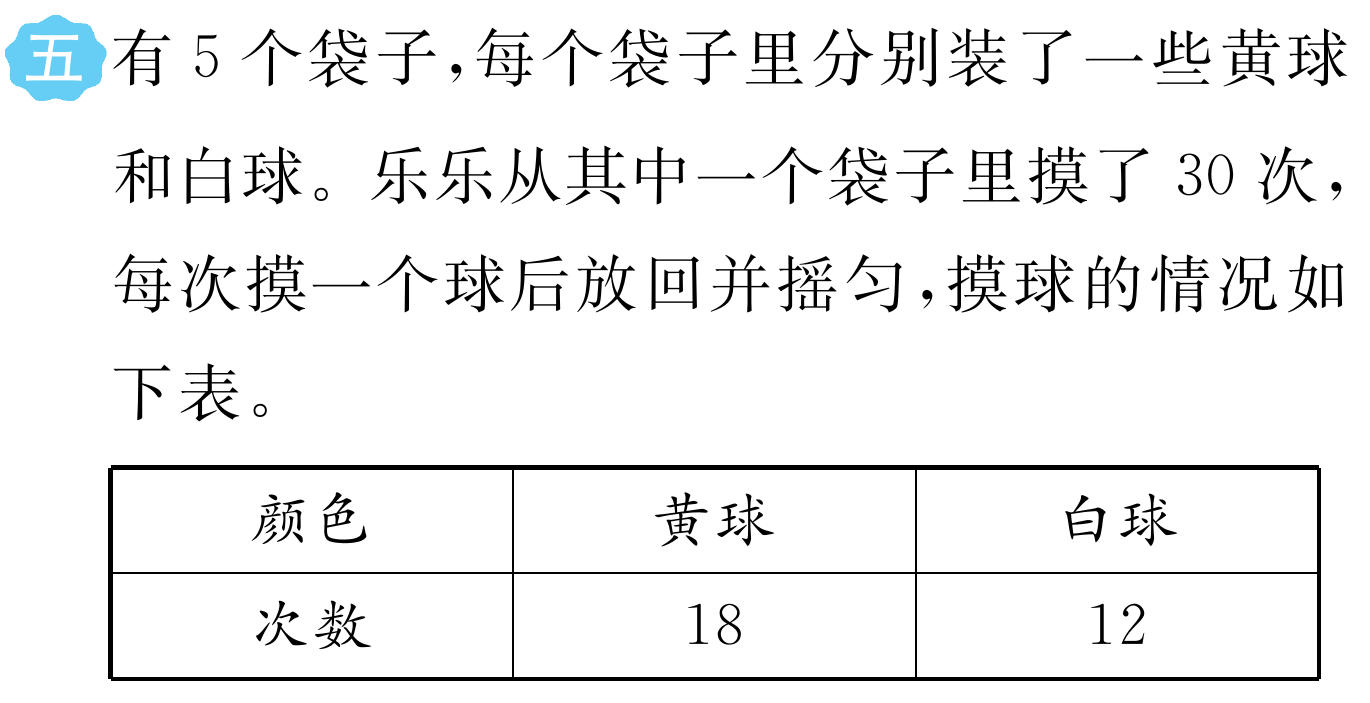 五 有 5 个袋子,每个袋子里分别装了一些黄球
和白球。乐乐从其中一个袋子里摸了 30 次,
每次摸一个球后放回并摇匀,摸球的情况如
下表。
颜色 黄球 白球
次数 18 12